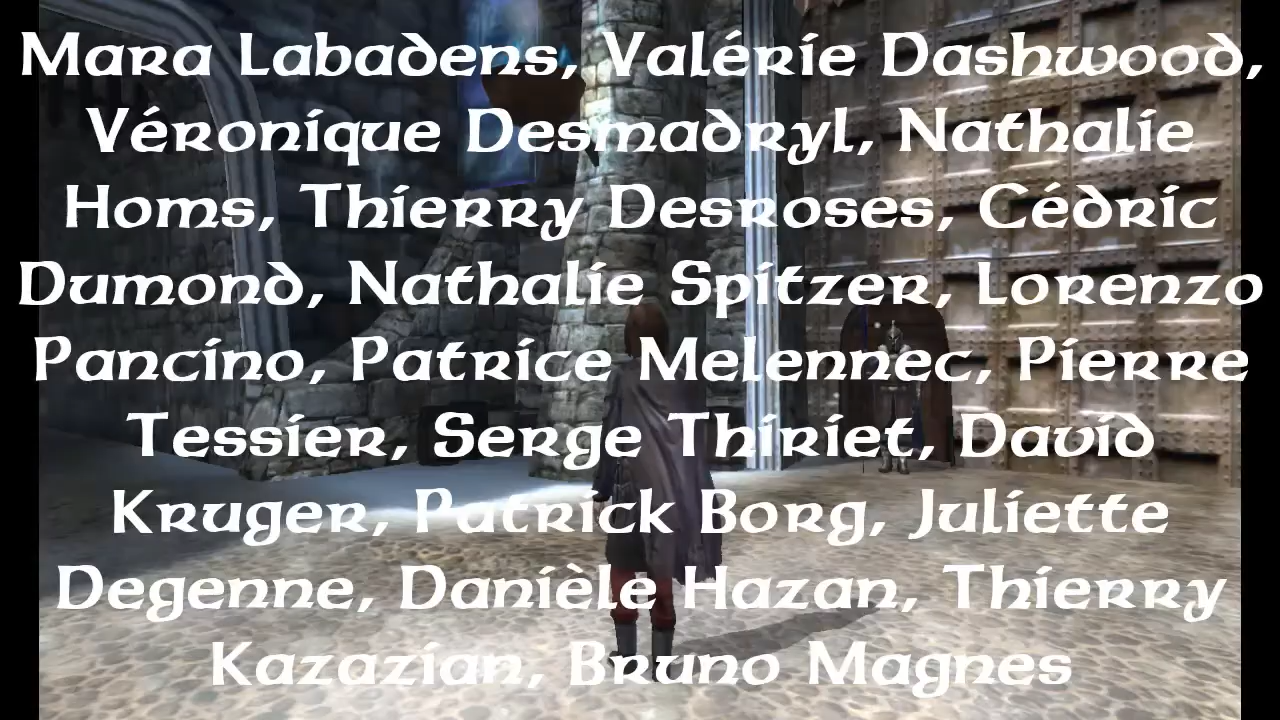 Mara Labadens, Valérie Dashwood,
Véronique Desmadryl, Nathalie
Homs, Thierry Desroses, Cédric
Dumond, Nathalie Spitzer, Lorenzo
Pancino, Patrice Melennec, Pierre
Tessier, Serge Thiriet, David
Kruger, Patrick Borg, Juliette
Degenne, Danièle Hazan, Thierry
Kazazian, Bruno Magnes